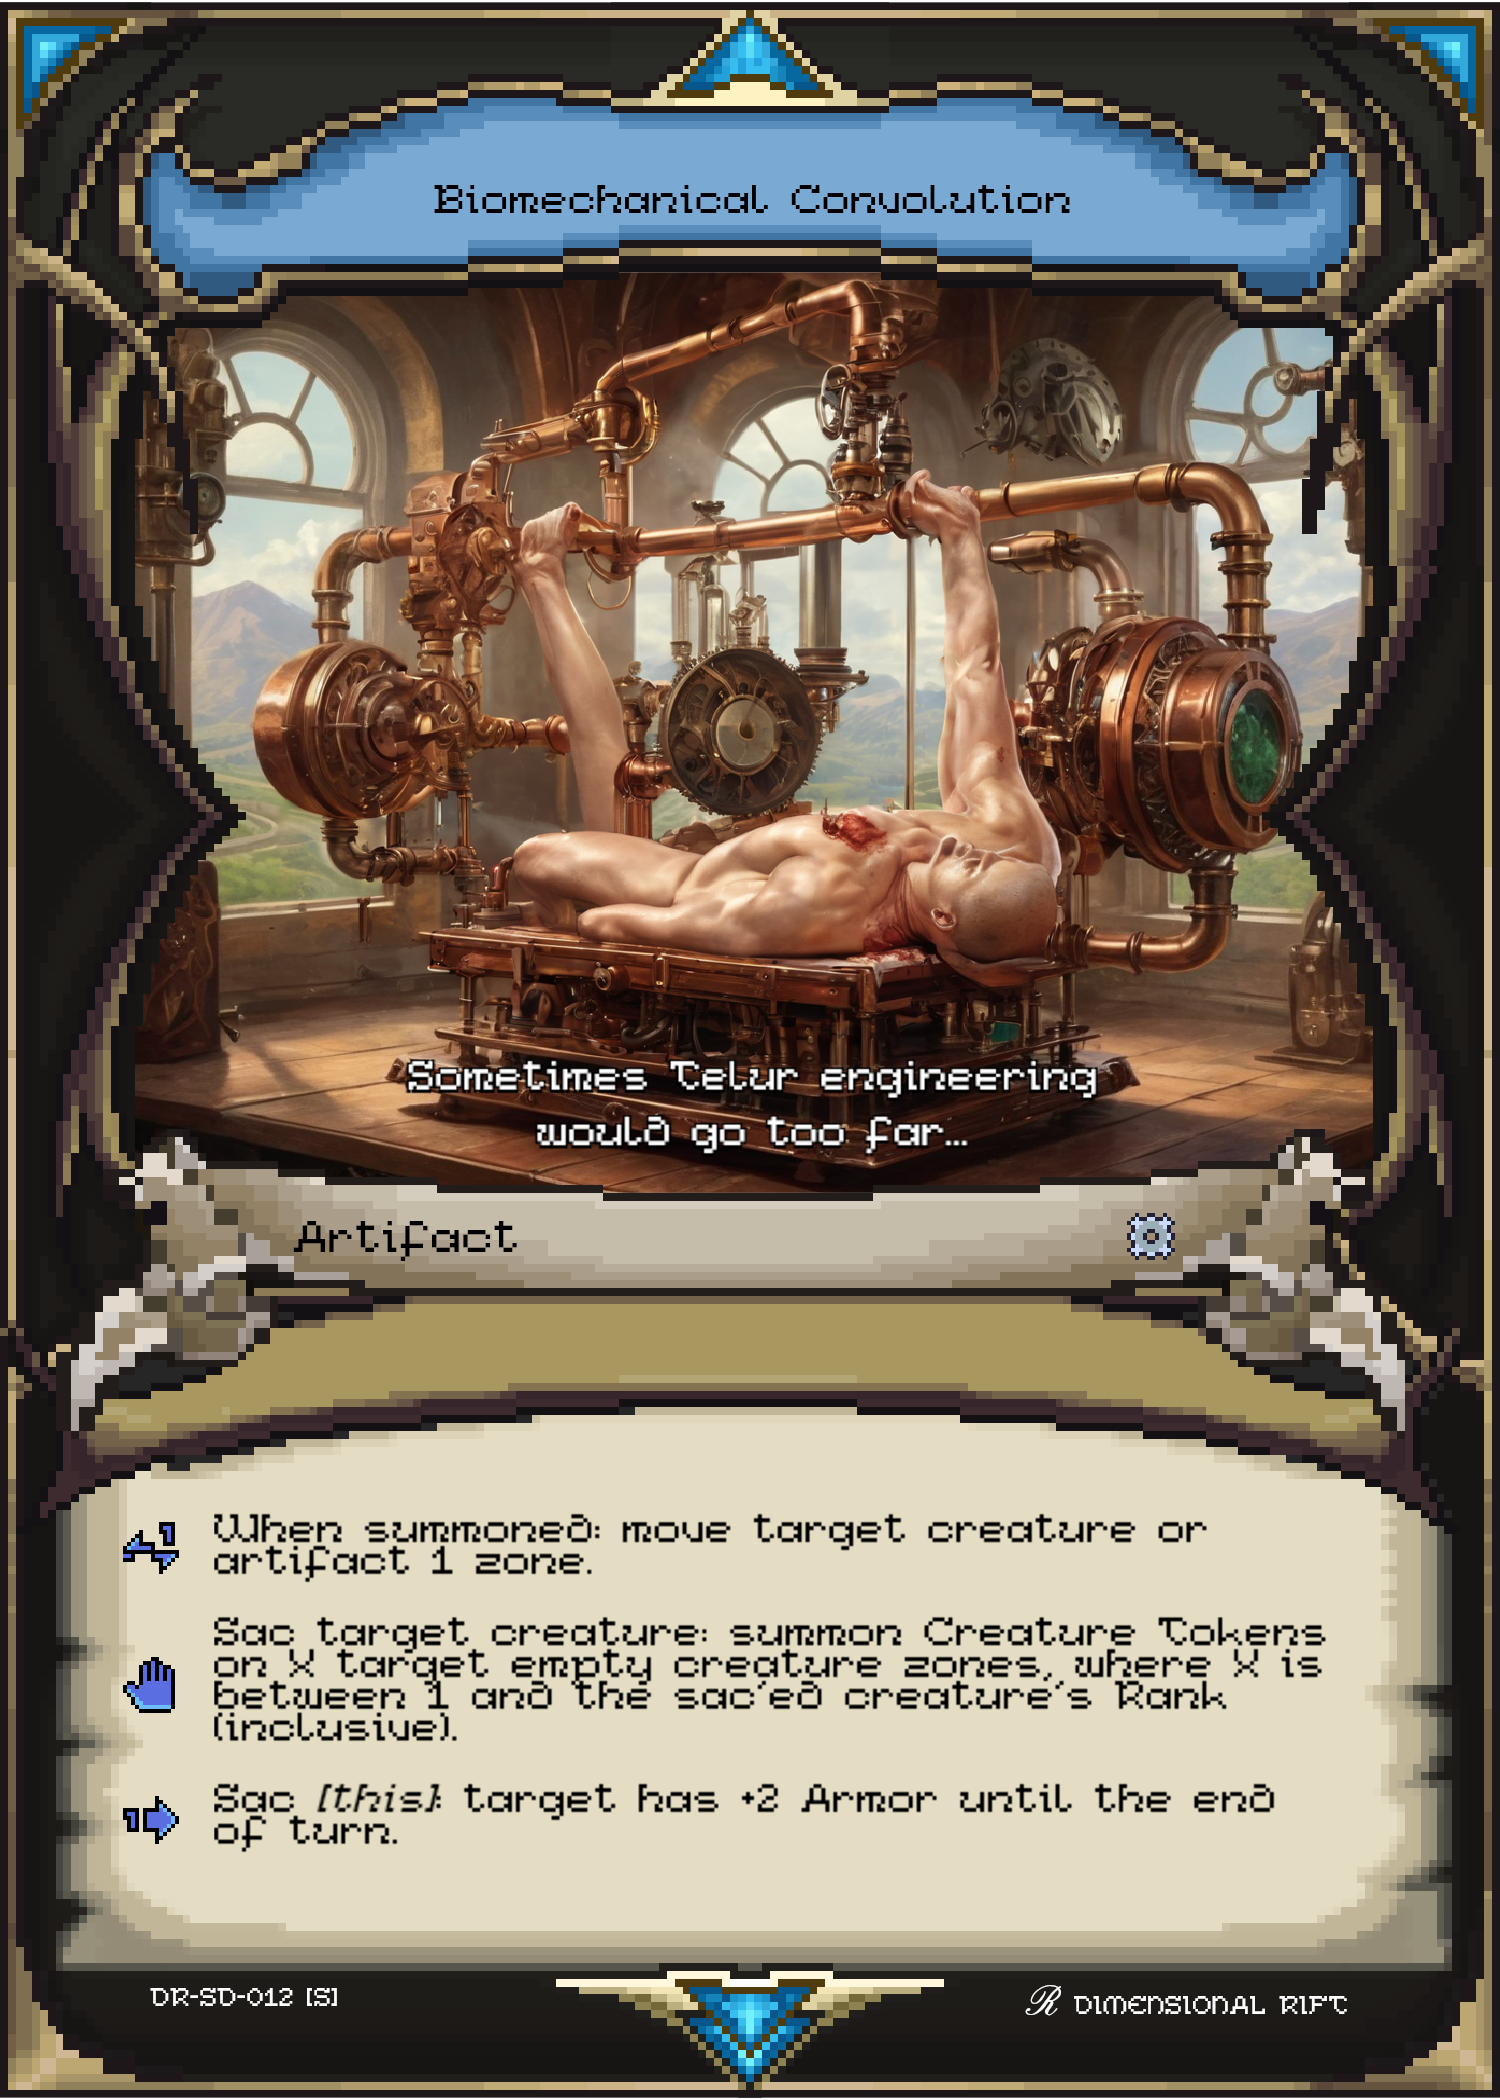 Biomechanical Convolution
Sometimes Telur engineering
would go too far...
Artifact
When summoned: move target creature or
artifact 1 zone.
Sac target creature: summon Creature Tokens
on X target empty creature zones, where X is
between 1 and the sac'ed creature's Rank
(inclusive).
Sac [this]: target has +2 Armor until the end
of turn.
DR-SD-012 [S]
R DIMENSIONAL RIFT